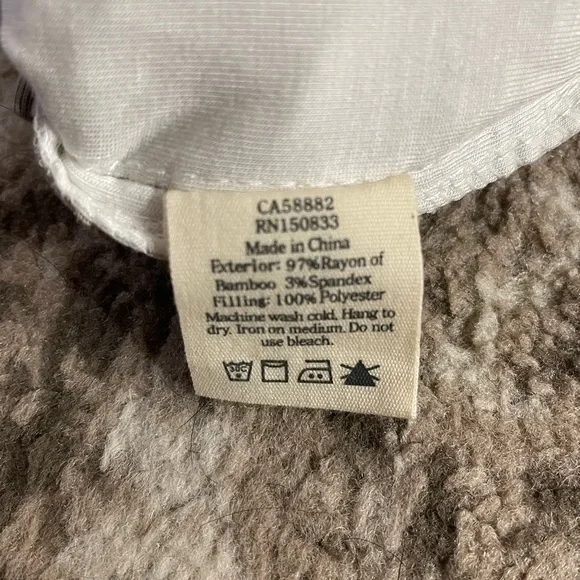 CA58882
RN150833
Made in China
Exterior: 97%Rayon of
Bamboo 3%Spandex
Filling: 100% Polyester
Machine wash cold. Hang to
dry. Iron on medium. Do not
use bleach.
30C